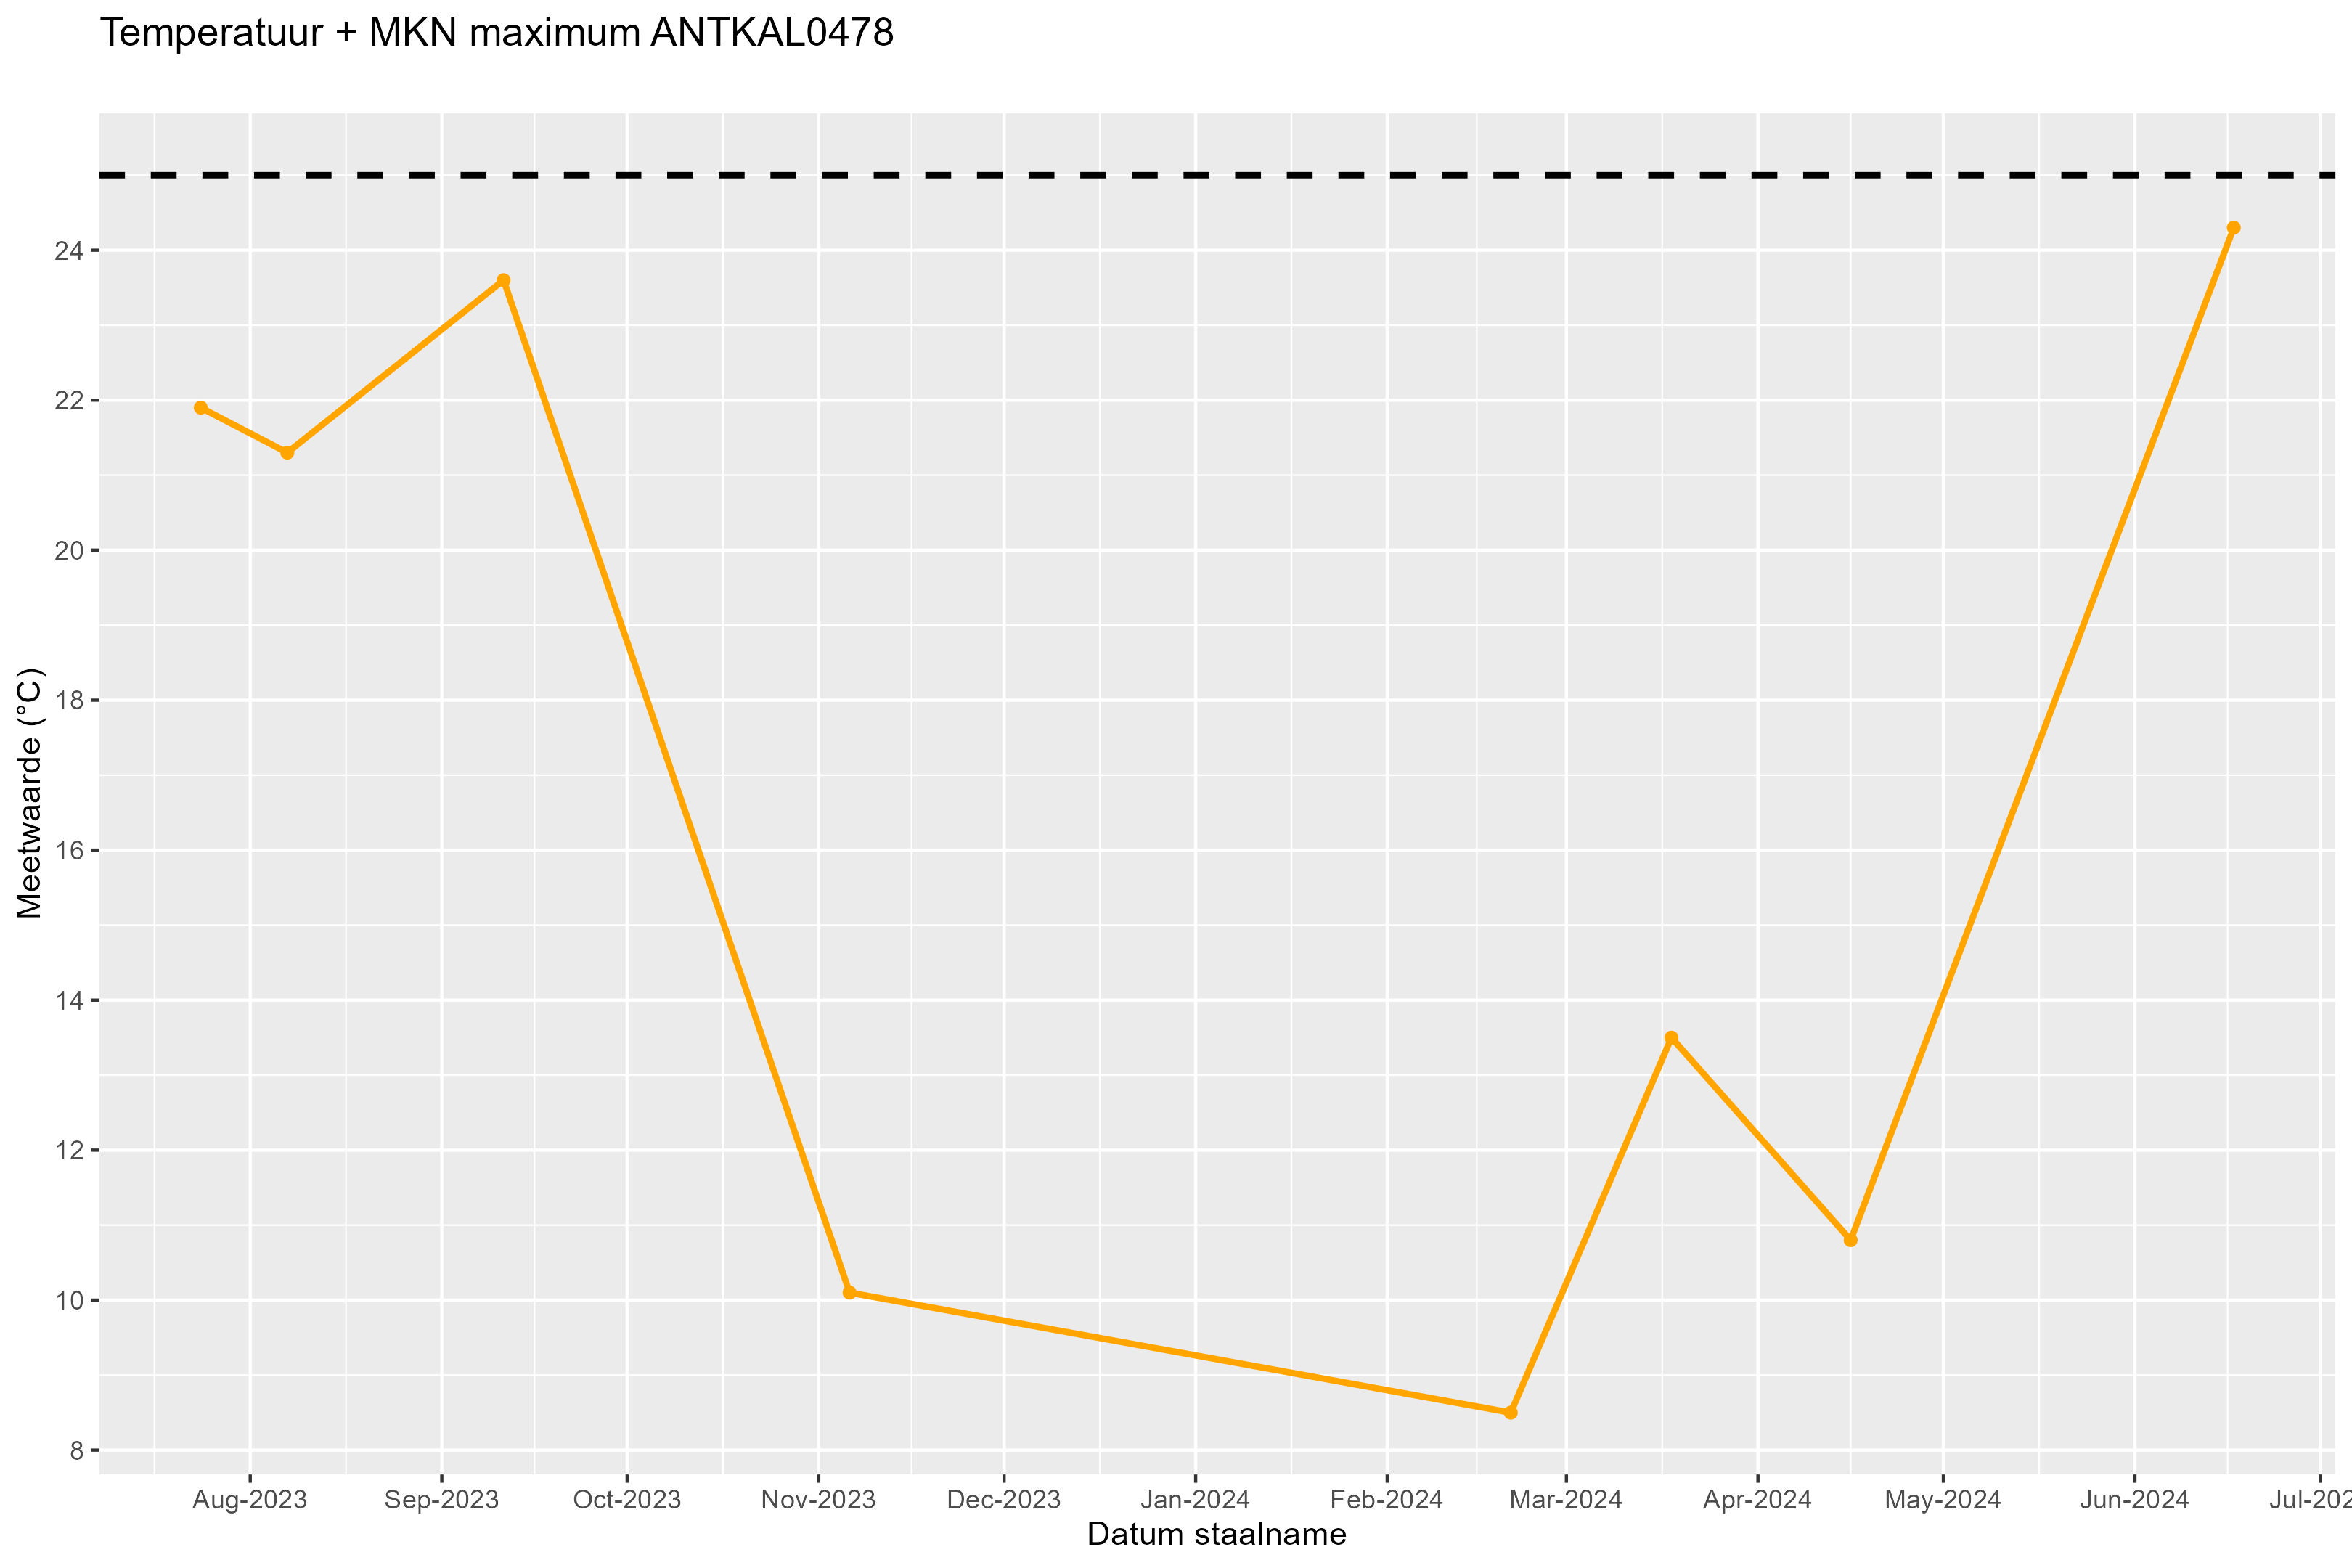 Temperatuur + MKN maximum ANTKAL0478
Meetwaarde (°C)
24
22
20
18
16
14
12
10
8
Aug-2023 Sep-2023 Oct-2023 Nov-2023 Dec-2023 Jan-2024 Feb-2024 Mar-2024 Apr-2024 May-2024 Jun-2024 Jul-202
Datum staalname